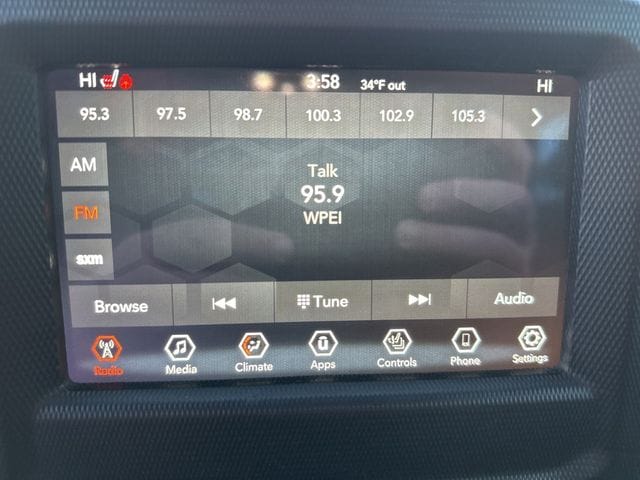 HI 3:58 34°F out HI
95.3 97.5 98.7 100.3 102.9 105.3 >
AM
Talk
95.9
FM
WPEI
sxm
Browse Tune Audio
Radio Media Climate Apps Controls Phone Settings